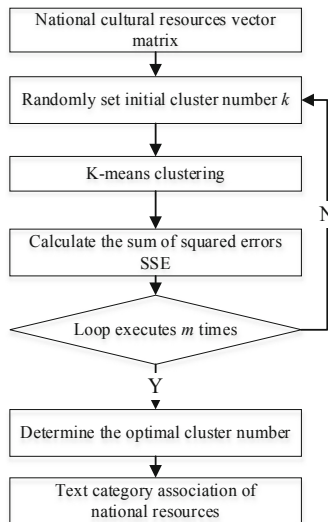 National cultural resources vector
matrix
Randomly set initial cluster number k
K-means clustering
N
Calculate the sum of squared errors
SSE
Loop executes m times
Y
Determine the optimal cluster number
Text category association of
national resources